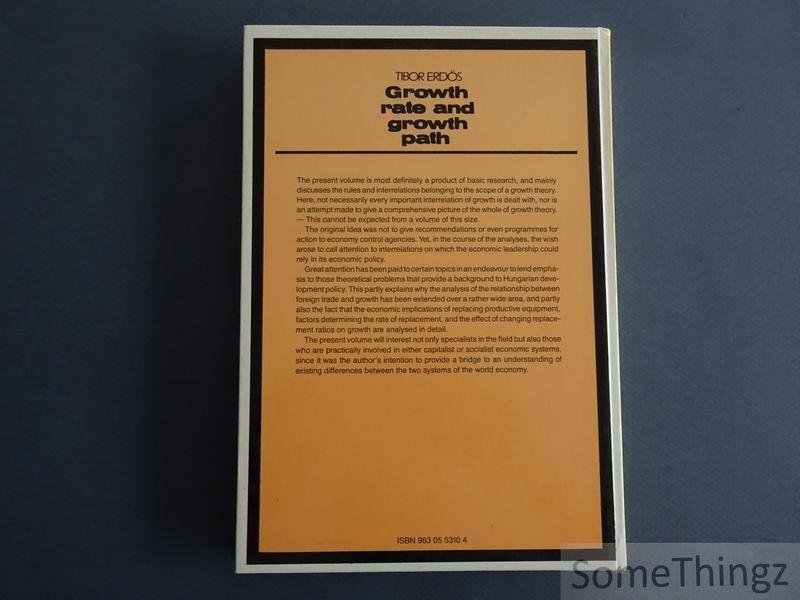 TIBOR ERDŐS
Growth
rate and
growth
path
The present volume is most definitely a product of basic research, and mainly
discusses the rules and interrelations belonging to the scope of a growth theory.
Here, not necessarily every important interrelation of growth is dealt with, nor is
an attempt made to give a comprehensive picture of the whole of growth theory.
— This cannot be expected from a volume of this size.
The original idea was not to give recommendations or even programmes for
action to economy control agencies. Yet, in the course of the analyses, the wish
arose to call attention to interrelations on which the economic leadership could
rely in its economic policy.
Great attention has been paid to certain topics in an endeavour to lend empha-
sis to those theoretical problems that provide a background to Hungarian deve-
lopment policy. This partly explains why the analysis of the relationship between
foreign trade and growth has been extended over a rather wide area, and partly
also the fact that the economic implications of replacing productive equipment,
factors determining the rate of replacement, and the effect of changing replace-
ment ratios on growth are analysed in detail.
The present volume will interest not only specialists in the field but also those
who are practically involved in either capitalist or socialist economic systems,
since it was the author's intention to provide a bridge to an understanding of
existing differences between the two systems of the world economy.
ISBN 963 05 5310 4
SomeThingz